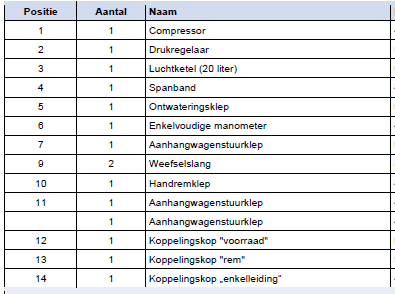 Positie Aantal Naam
1 1 Compressor
2 1 Drukregelaar
3 1 Luchtketel (20 liter)
4 1 Spanband
5 1 Ontwateringsklep
6 1 Enkelvoudige manometer
7 1 Aanhangwagenstuurklep
9 2 Weefselslang
10 1 Handremklep
11 1 Aanhangwagenstuurklep
1 Aanhangwagenstuurklep
12 1 Koppelingskop "voorraad"
13 1 Koppelingskop "rem"
14 1 Koppelingskop „enkelleiding“